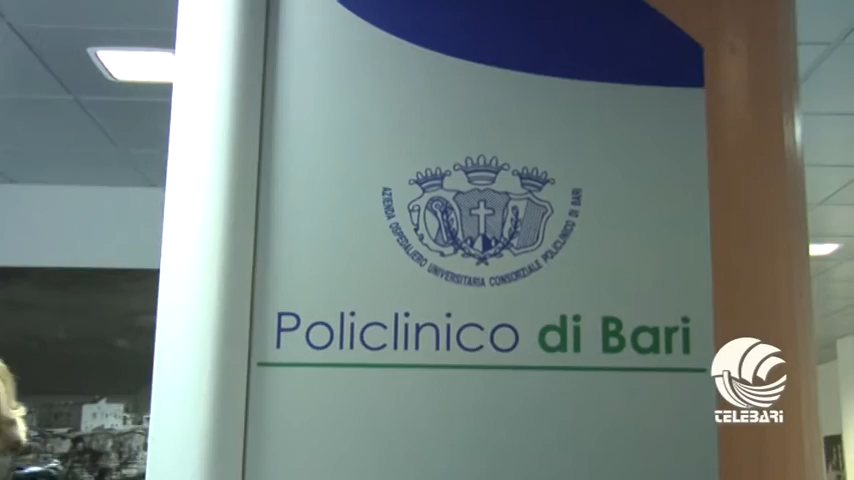 AZIENDA OSPEDALIERO UNIVERSITARIA CONSORZIALE POLICLINICO DI BARI
Policlinico di Bari
TELEBARI